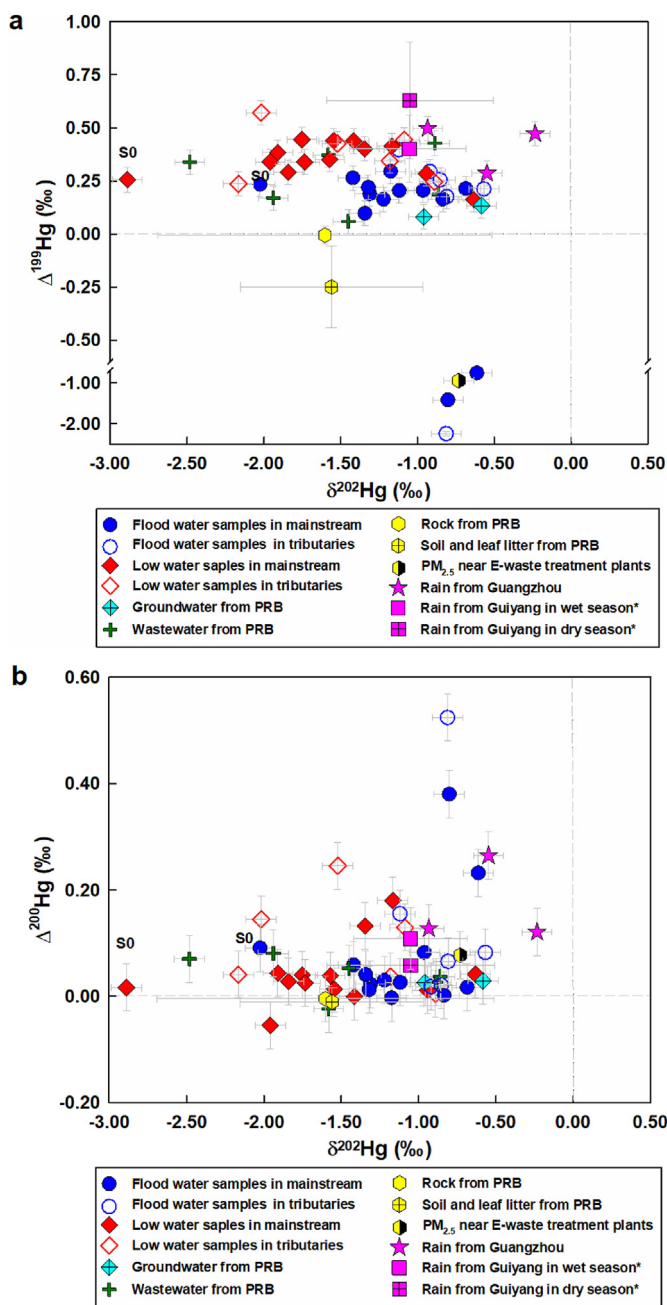 a
1.00
0.75
S0
0.50
S0
0.25
0.00
-0.25
-0.50
-1.00
-2.00
Δ199Hg (‰)
-3.00 -2.50 -2.00 -1.50 -1.00 -0.50 0.00 0.50
δ202Hg (‰)
Flood water samples in mainstream
Flood water samples in tributaries
Low water saples in mainstream
Low water samples in tributaries
Groundwater from PRB
Wastewater from PRB
Rock from PRB
Soil and leaf litter from PRB
PM2.5 near E-waste treatment plants
Rain from Guangzhou
Rain from Guiyang in wet season*
Rain from Guiyang in dry season*
b
0.60
0.40
0.20
S0
S0
0.00
-0.20
Δ200Hg (‰)
-3.00 -2.50 -2.00 -1.50 -1.00 -0.50 0.00 0.50
δ202Hg (‰)
Flood water samples in mainstream
Flood water samples in tributaries
Low water saples in mainstream
Low water samples in tributaries
Groundwater from PRB
Wastewater from PRB
Rock from PRB
Soil and leaf litter from PRB
PM2.5 near E-waste treatment plants
Rain from Guangzhou
Rain from Guiyang in wet season*
Rain from Guiyang in dry season*